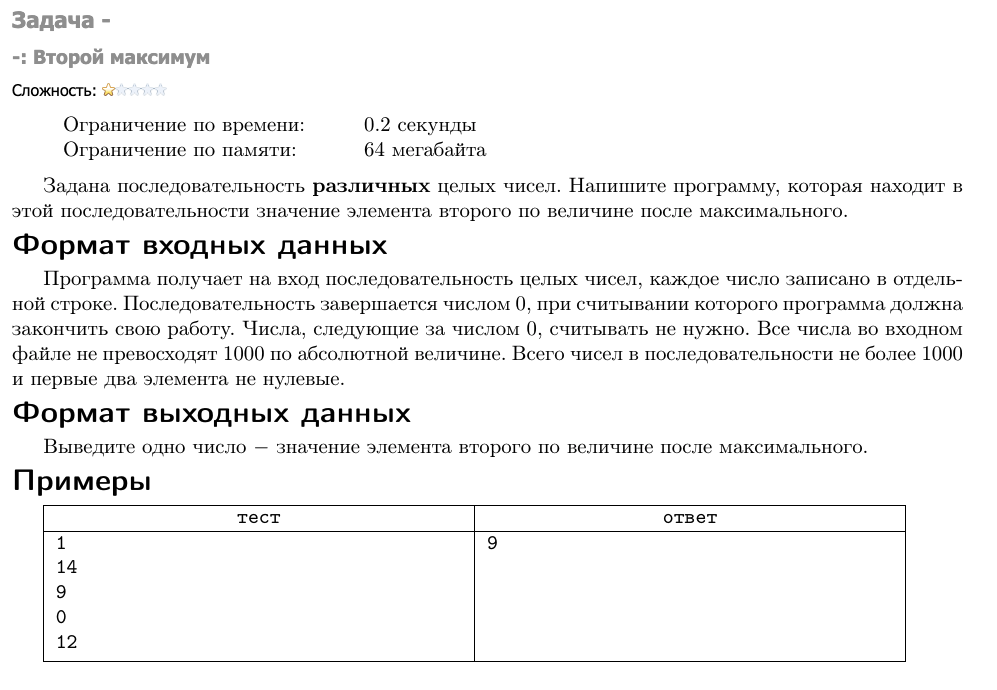 Задача -
-: Второй максимум
Сложность:
Ограничение по времени: 0.2 секунды
Ограничение по памяти: 64 мегабайта
Задана последовательность различных целых чисел. Напишите программу, которая находит в
этой последовательности значение элемента второго по величине после максимального.
Формат входных данных
Программа получает на вход последовательность целых чисел, каждое число записано в отдель-
ной строке. Последовательность завершается числом 0, при считывании которого программа должна
закончить свою работу. Числа, следующие за числом 0, считывать не нужно. Все числа во входном
файле не превосходят 1000 по абсолютной величине. Всего чисел в последовательности не более 1000
и первые два элемента не нулевые.
Формат выходных данных
Выведите одно число − значение элемента второго по величине после максимального.
Примеры
тест ответ
1 9
14
9
0
12